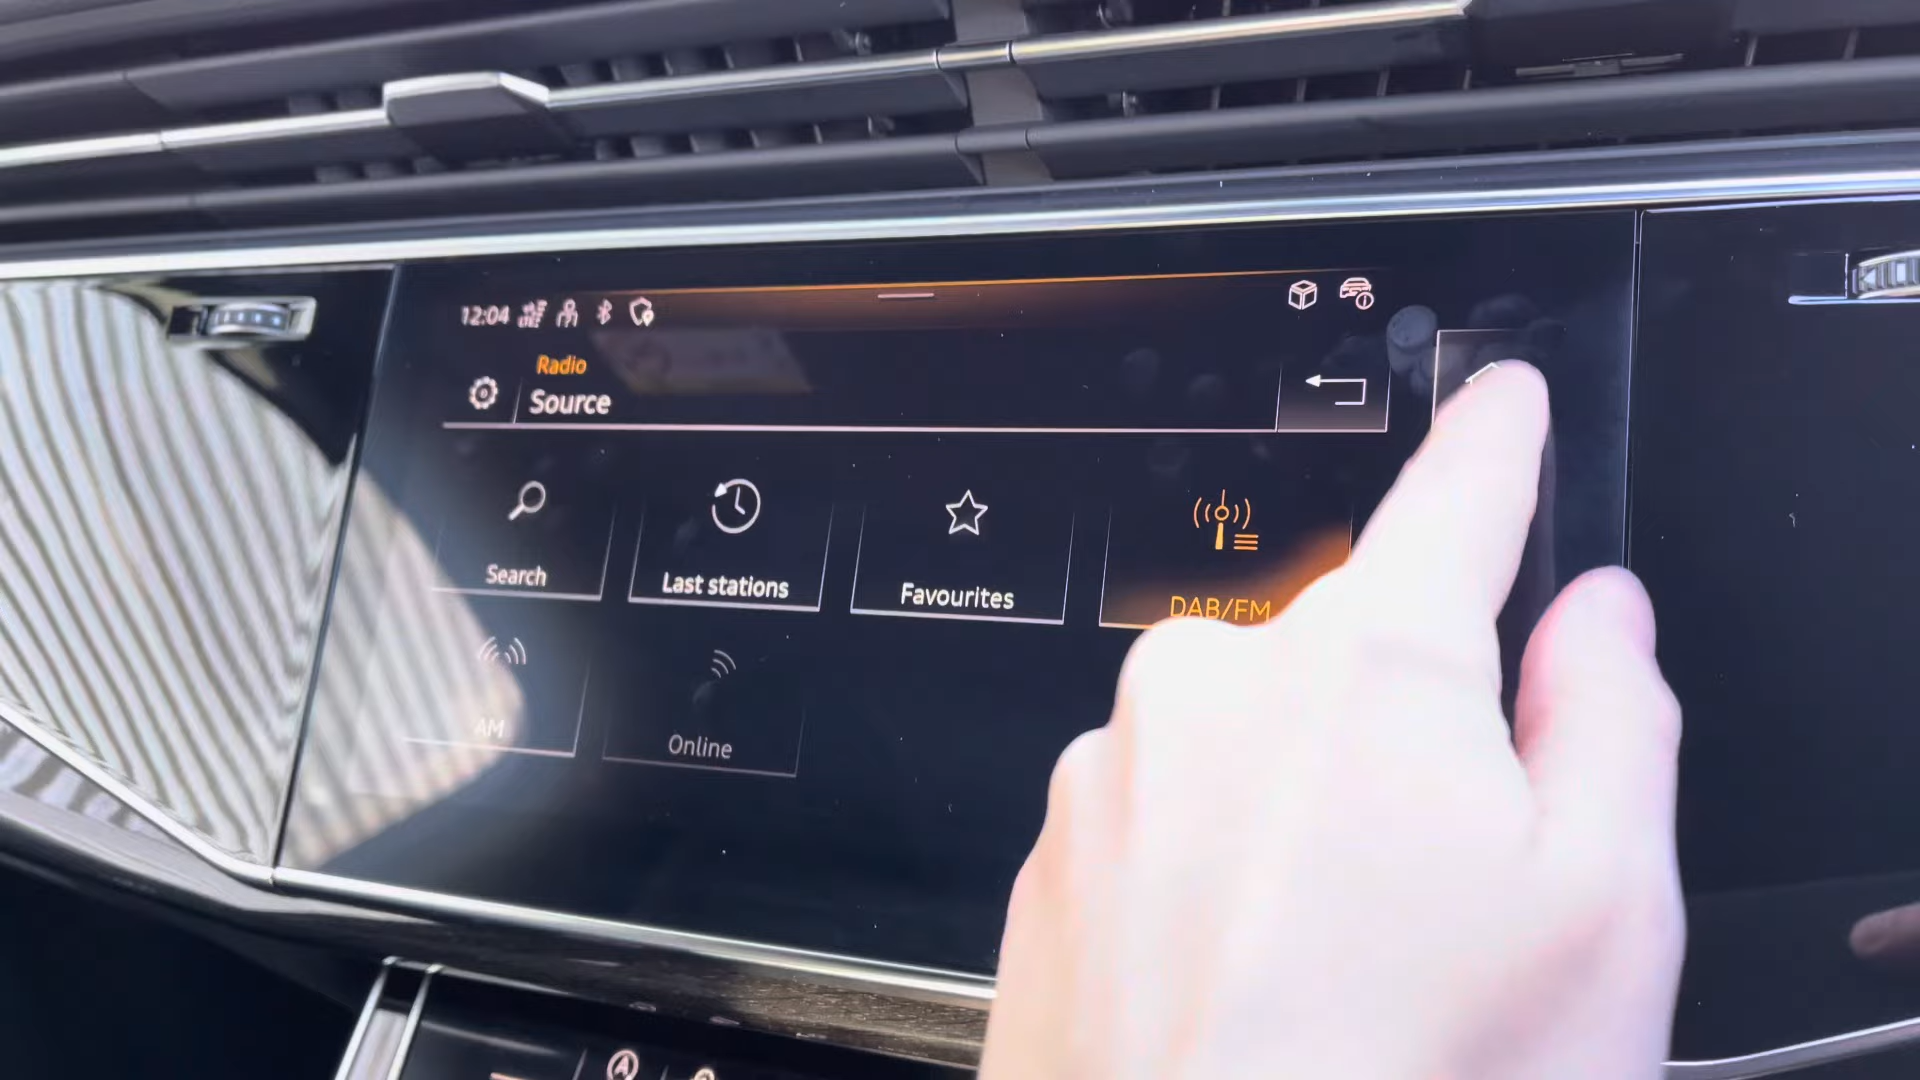 12:04
Radio
Source
Search
Last stations
Favourites
DAB/FM
AM
Online